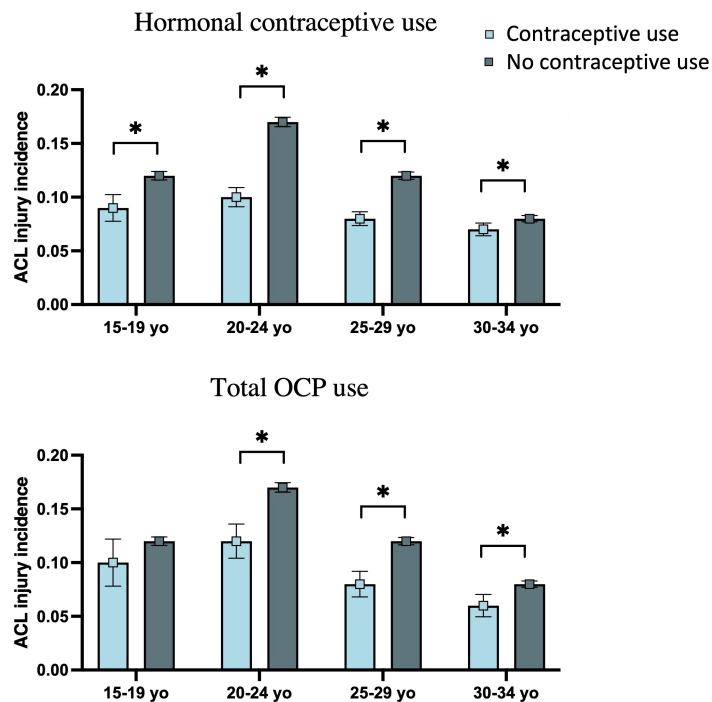 Hormonal contraceptive use
Contraceptive use
No contraceptive use
ACL injury incidence
0.20
0.15
0.10
0.05
0.00
*
*
*
*
15-19 yo
20-24 yo
25-29 yo
30-34 yo
Total OCP use
ACL injury incidence
0.20
0.15
0.10
0.05
0.00
*
*
*
15-19 yo
20-24 yo
25-29 yo
30-34 yo